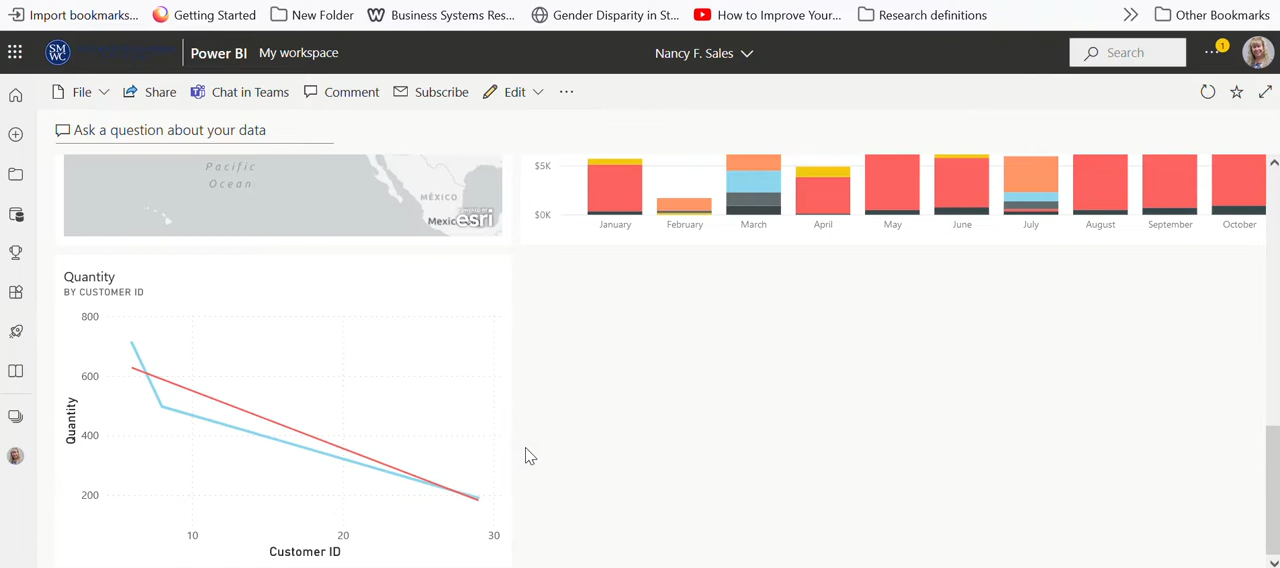 Import bookmarks... Getting Started New Folder Business Systems Res... Gender Disparity in St... How to Improve Your... Research definitions Other Bookmarks
SM WC Power BI My workspace Nancy F. Sales Search 1
File Share Chat in Teams Comment Subscribe Edit
Ask a question about your data
Pacific
Ocean
MÉXICO
Mexic
esri
$5K
$0K
January February March April May June July August September October
Quantity
BY CUSTOMER ID
800
600
400
200
Quantity
10 20 30
Customer ID